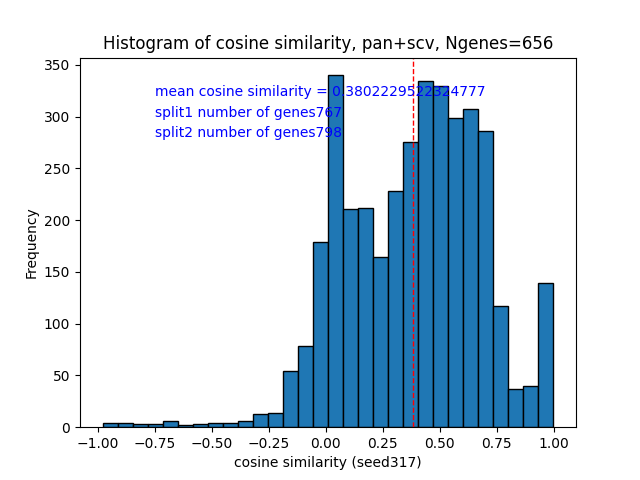 Histogram of cosine similarity, pan+scv, Ngenes=656
mean cosine similarity = 0.3802229522324777
split1 number of genes767
split2 number of genes798
Frequency
350
300
250
200
150
100
50
0
−1.00 −0.75 −0.50 −0.25 0.00 0.25 0.50 0.75 1.00
cosine similarity (seed317)